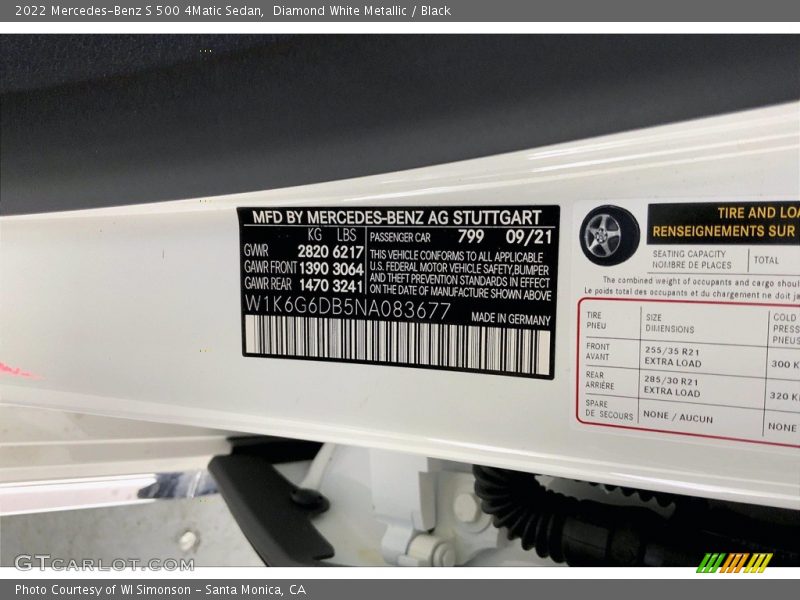 2022 Mercedes-Benz S 500 4Matic Sedan,  Diamond White Metallic / Black
MFD BY MERCEDES-BENZ AG STUTTGART
KG LBS
PASSENGER CAR 799 09/21
GVWR 2820 6217
GAWR FRONT 1390 3064
GAWR REAR 1470 3241
THIS VEHICLE CONFORMS TO ALL APPLICABLE
U.S. FEDERAL MOTOR VEHICLE SAFETY,BUMPER
AND THEFT PREVENTION STANDARDS IN EFFECT
ON THE DATE OF MANUFACTURE SHOWN ABOVE
W1K6G6DB5NA083677
MADE IN GERMANY
TIRE AND LOA
RENSEIGNEMENTS SUR
SEATING CAPACITY
NOMBRE DE PLACES
TOTAL
The combined weight of occupants and cargo shou
Le poids total des occupants et du chargement ne doit ja
TIRE
PNEU
SIZE
DIMENSIONS
COLD
PRESS
PNEUS
FRONT
AVANT
255/35 R21
EXTRA LOAD
300 K
REAR
ARRIÈRE
285/30 R21
EXTRA LOAD
320 K
SPARE
DE SECOURS
NONE / AUCUN
NONE
GTCARLOT.COM
Photo Courtesy of WI Simonson - Santa Monica, CA